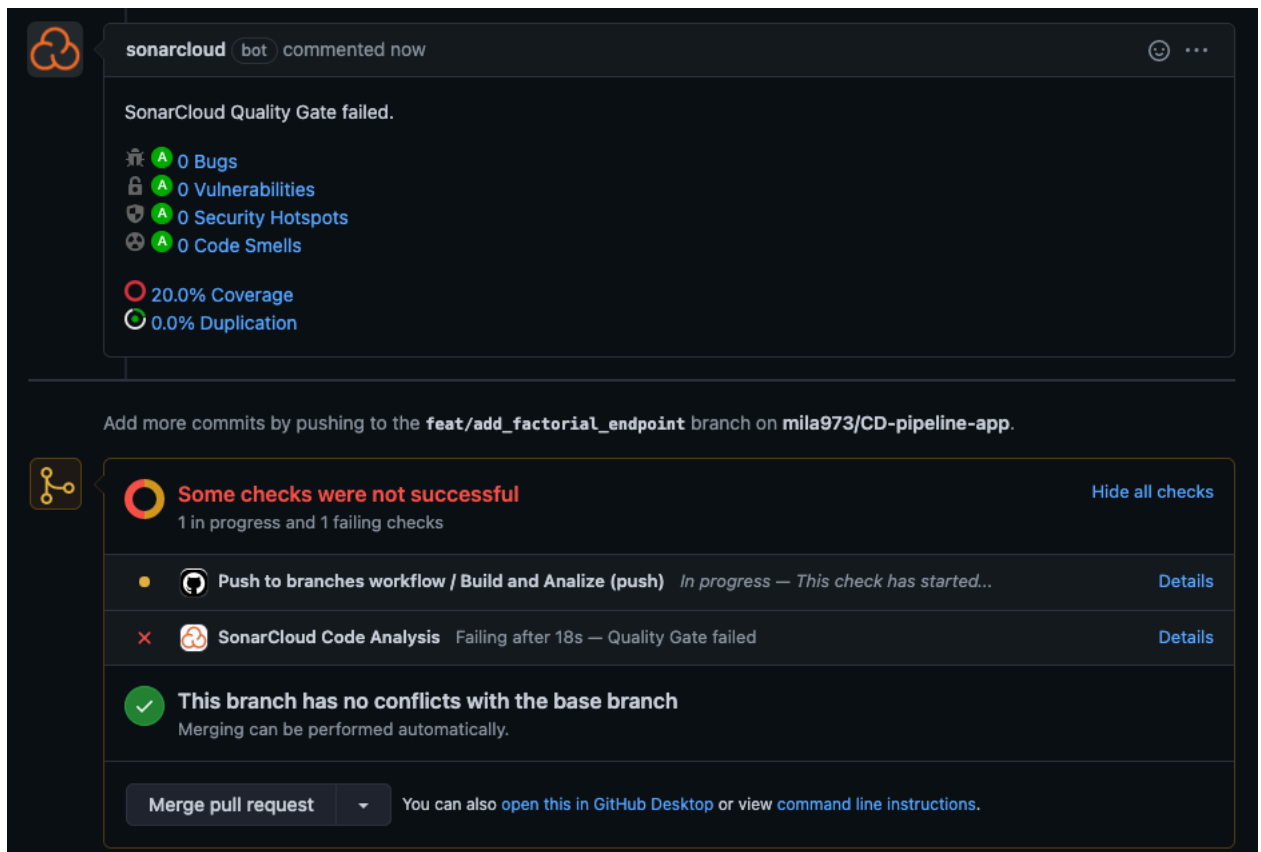 sonarcloud bot commented now
SonarCloud Quality Gate failed.
A 0 Bugs
A 0 Vulnerabilities
A 0 Security Hotspots
A 0 Code Smells
20.0% Coverage
0.0% Duplication
Add more commits by pushing to the feat/add_factorial_endpoint branch on mila973/CD-pipeline-app.
Some checks were not successful Hide all checks
1 in progress and 1 failing checks
Push to branches workflow / Build and Analize (push) In progress — This check has started... Details
SonarCloud Code Analysis Failing after 18s — Quality Gate failed Details
This branch has no conflicts with the base branch
Merging can be performed automatically.
Merge pull request You can also open this in GitHub Desktop or view command line instructions.